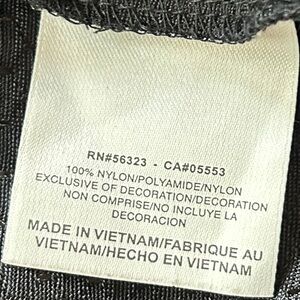 RN#56323 - CA#05553
100% NYLON/POLYAMIDE/NYLON
EXCLUSIVE OF DECORATION/DECORATION
NON COMPRISE/NO INCLUYE LA
DECORACION
MADE IN VIETNAM/FABRIQUE AU
VIETNAM/HECHO EN VIETNAM